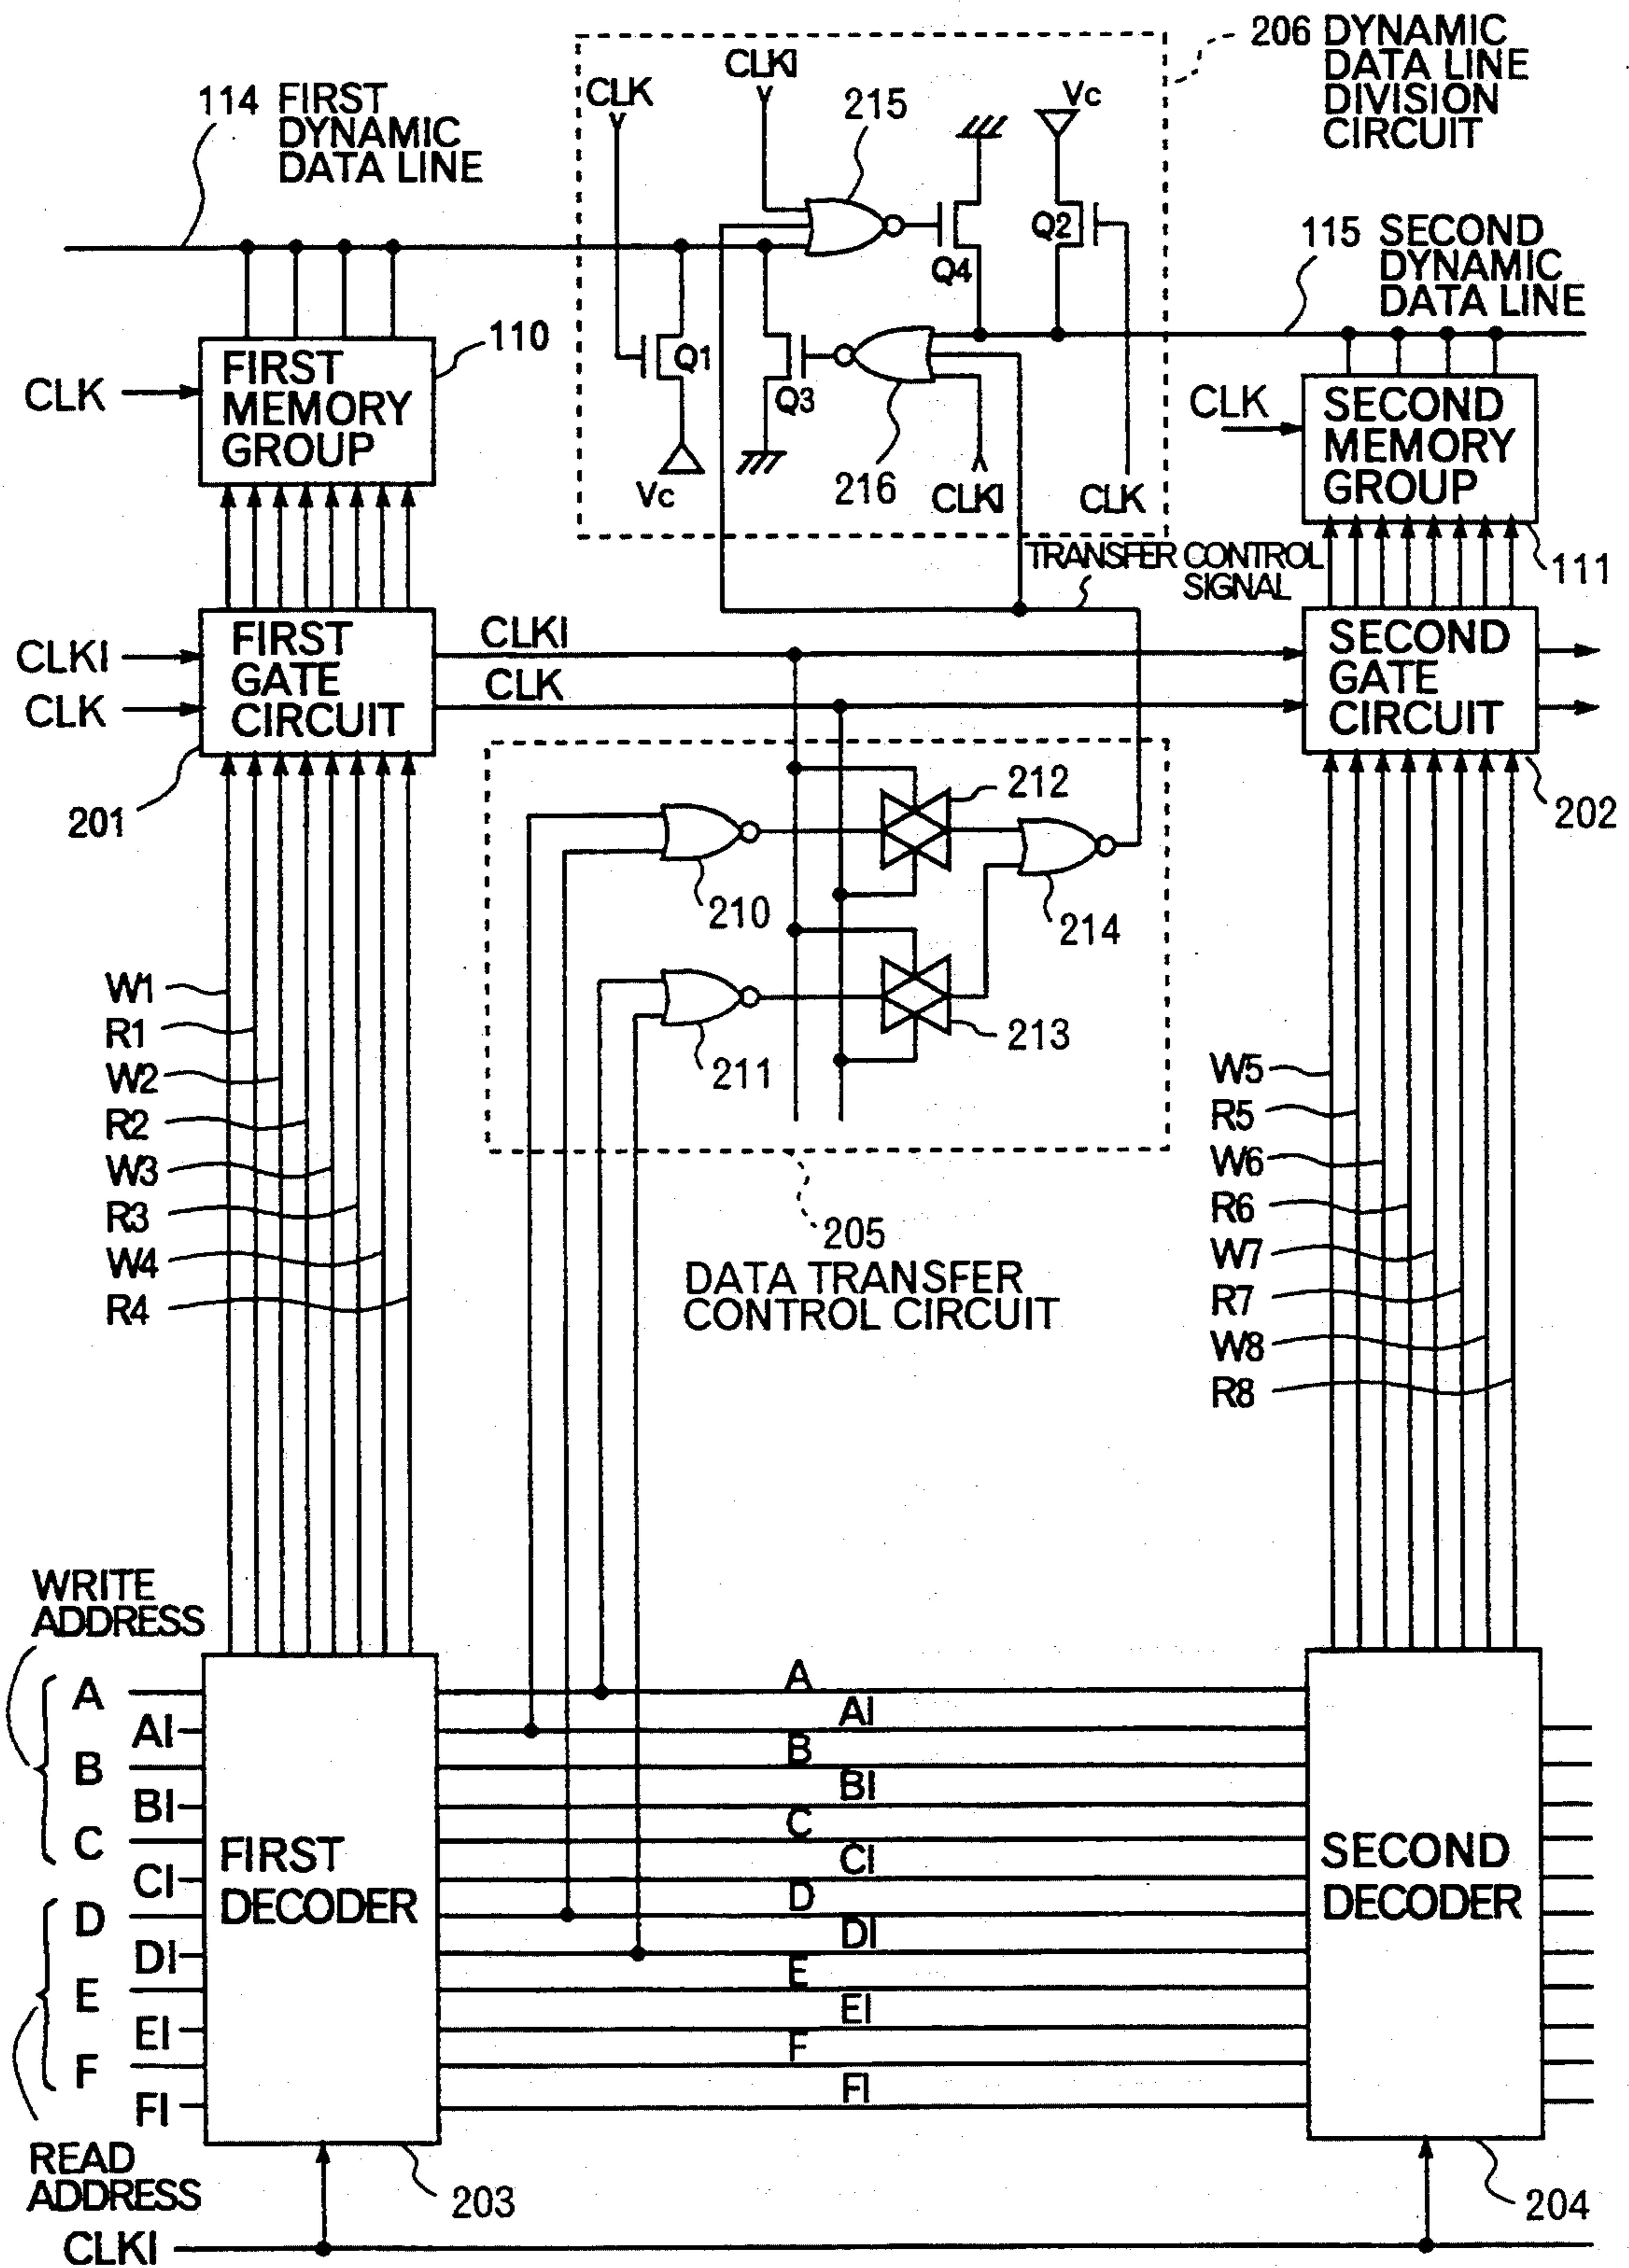 206 DYNAMIC
DATA LINE
DIVISION
CIRCUIT
CLKI
CLK
215
Vc
114 FIRST
DYNAMIC
DATA LINE
Q2
Q4
115 SECOND
DYNAMIC
DATA LINE
110
FIRST
MEMORY
GROUP
CLK
Q1
Q3
Vc
216
CLKI
CLK
CLK
SECOND
MEMORY
GROUP
111
TRANSFER CONTROL
SIGNAL
CLKI
CLK
FIRST
GATE
CIRCUIT
CLKI
CLK
SECOND
GATE
CIRCUIT
201
202
212
210
214
211
213
W1
R1
W2
R2
W3
R3
W4
R4
W5
R5
W6
R6
W7
R7
W8
R8
205
DATA TRANSFER
CONTROL CIRCUIT
WRITE
ADDRESS
A
AI
B
BI
C
CI
D
DI
E
EI
F
FI
FIRST
DECODER
A
AI
B
BI
C
CI
D
DI
E
EI
F
FI
SECOND
DECODER
READ
ADDRESS
203
204
CLKI